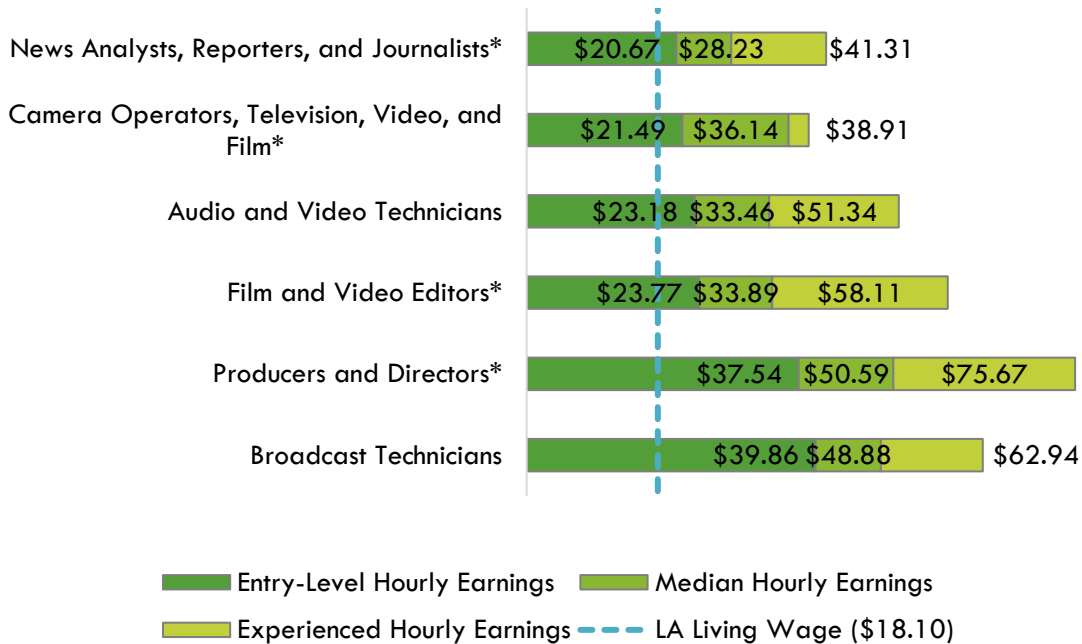 News Analysts, Reporters, and Journalists* $20.67 $28.23 $41.31
Camera Operators, Television, Video, and
Film* $21.49 $36.14 $38.91
Audio and Video Technicians $23.18 $33.46 $51.34
Film and Video Editors* $23.77 $33.89 $58.11
Producers and Directors* $37.54 $50.59 $75.67
Broadcast Technicians $39.86 $48.88 $62.94
Entry-Level Hourly Earnings Median Hourly Earnings
Experienced Hourly Earnings LA Living Wage ($18.10)